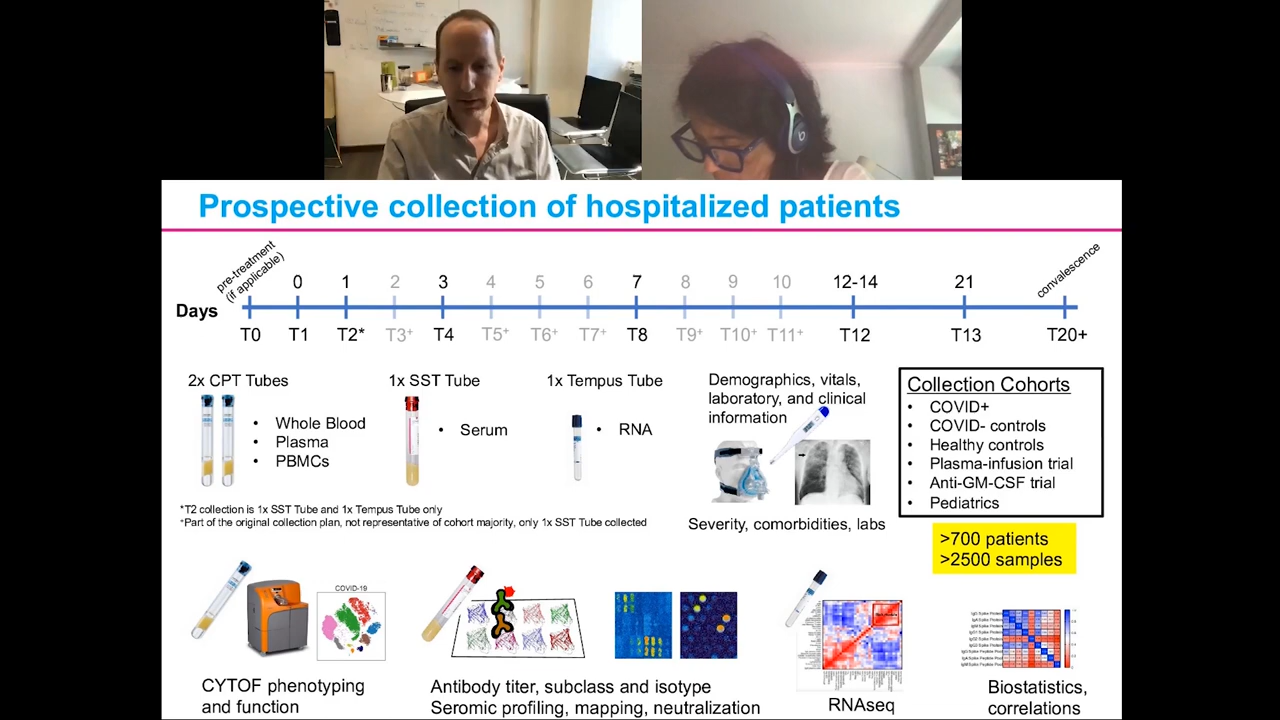 Prospective collection of hospitalized patients
pre-treatment
(if applicable)
0 1 2 3 4 5 6 7 8 9 10 12-14 21 convalescence
Days
T0 T1 T2* T3+ T4 T5+ T6+ T7+ T8 T9+ T10+ T11+ T12 T13 T20+
2x CPT Tubes
• Whole Blood
• Plasma
• PBMCs
1x SST Tube
• Serum
1x Tempus Tube
• RNA
Demographics, vitals,
laboratory, and clinical
information
Severity, comorbidities, labs
Collection Cohorts
• COVID+
• COVID- controls
• Healthy controls
• Plasma-infusion trial
• Anti-GM-CSF trial
• Pediatrics
>700 patients
>2500 samples
*T2 collection is 1x SST Tube and 1x Tempus Tube only
+Part of the original collection plan, not representative of cohort majority, only 1x SST Tube collected
COVID-19
CYTOF phenotyping
and function
Antibody titer, subclass and isotype
Seromic profiling, mapping, neutralization
RNAseq
Biostatistics,
correlations